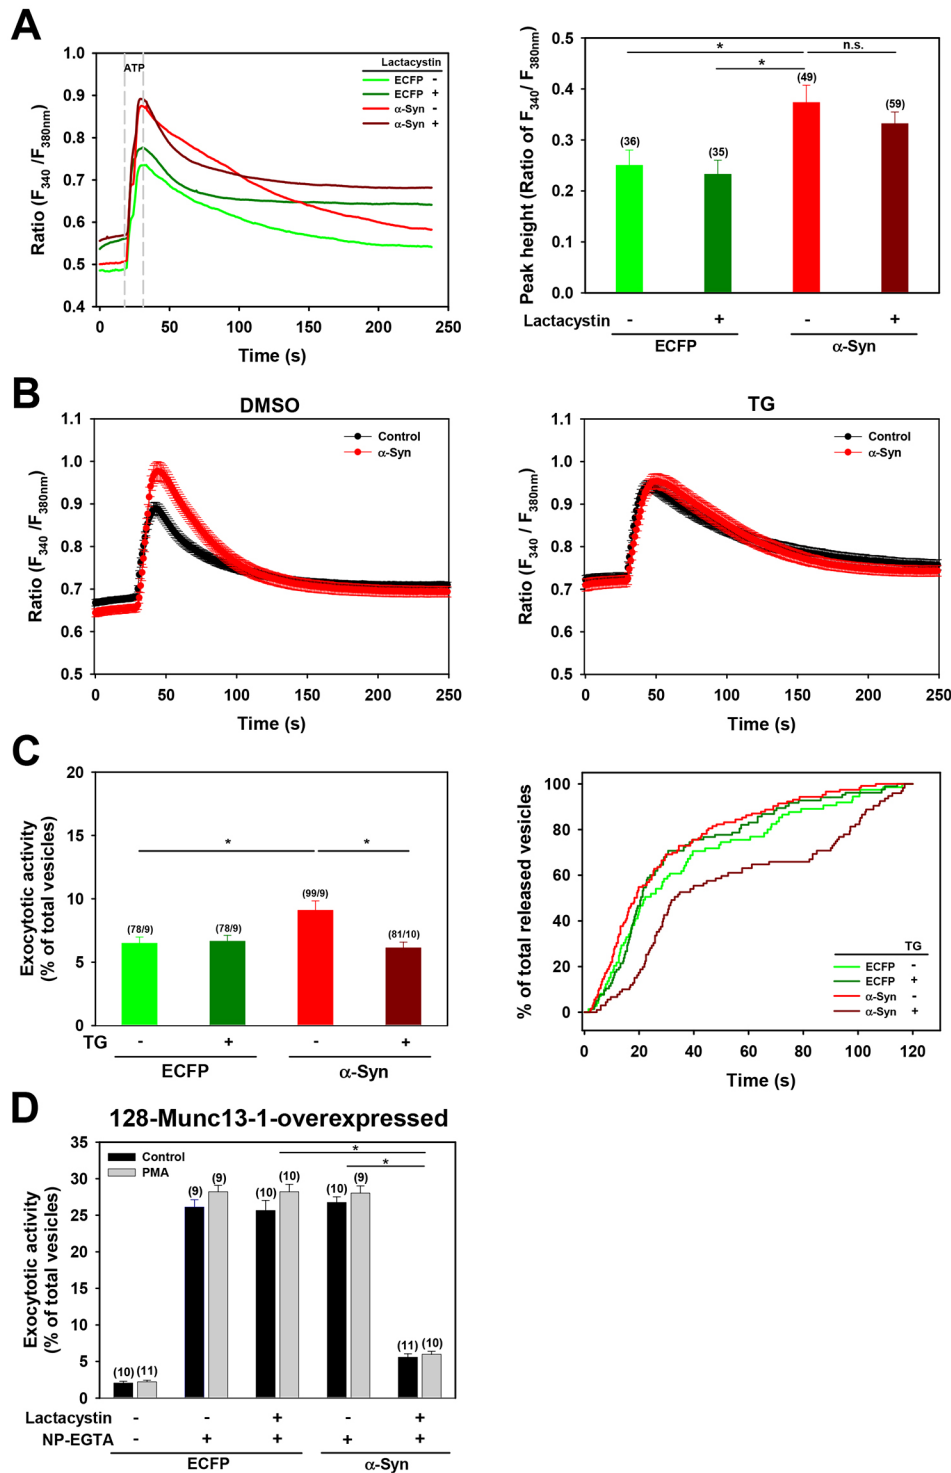 A
Ratio (F340 /F380nm)
1.0
0.9
0.8
0.7
0.6
0.5
0.4
ATP
Lactacystin
ECFP -
ECFP +
α-Syn -
α-Syn +
0 50 100 150 200 250
Time (s)
Peak height (Ratio of F340/ F380nm)
0.5
0.4
0.3
0.2
0.1
0.0
* n.s.
*
(36) (35) (49) (59)
Lactacystin - + - +
ECFP α-Syn
B
DMSO
Ratio (F340 /F380nm)
1.1
1.0
0.9
0.8
0.7
0.6
0.5
Control
α-Syn
0 50 100 150 200 250
Time (s)
TG
Ratio (F340 / F380nm)
1.1
1.0
0.9
0.8
0.7
0.6
0.5
Control
α-Syn
0 50 100 150 200 250
Time (s)
C
Exocytotic activity
(% of total vesicles)
20
15
10
5
0
* *
(78/9) (78/9) (99/9) (81/10)
TG - + - +
ECFP α-Syn
% of total released vesicles
100
80
60
40
20
0
TG
ECFP -
ECFP +
α-Syn -
α-Syn +
0 20 40 60 80 100 120
Time (s)
D
128-Munc13-1-overexpressed
Exocytotic activity
(% of total vesicles)
35
30
25
20
15
10
5
0
Control
PMA
*
*
(10) (11) (9) (9) (10) (10) (10) (9) (11) (10)
Lactacystin - - + - +
NP-EGTA - + + + +
ECFP α-Syn